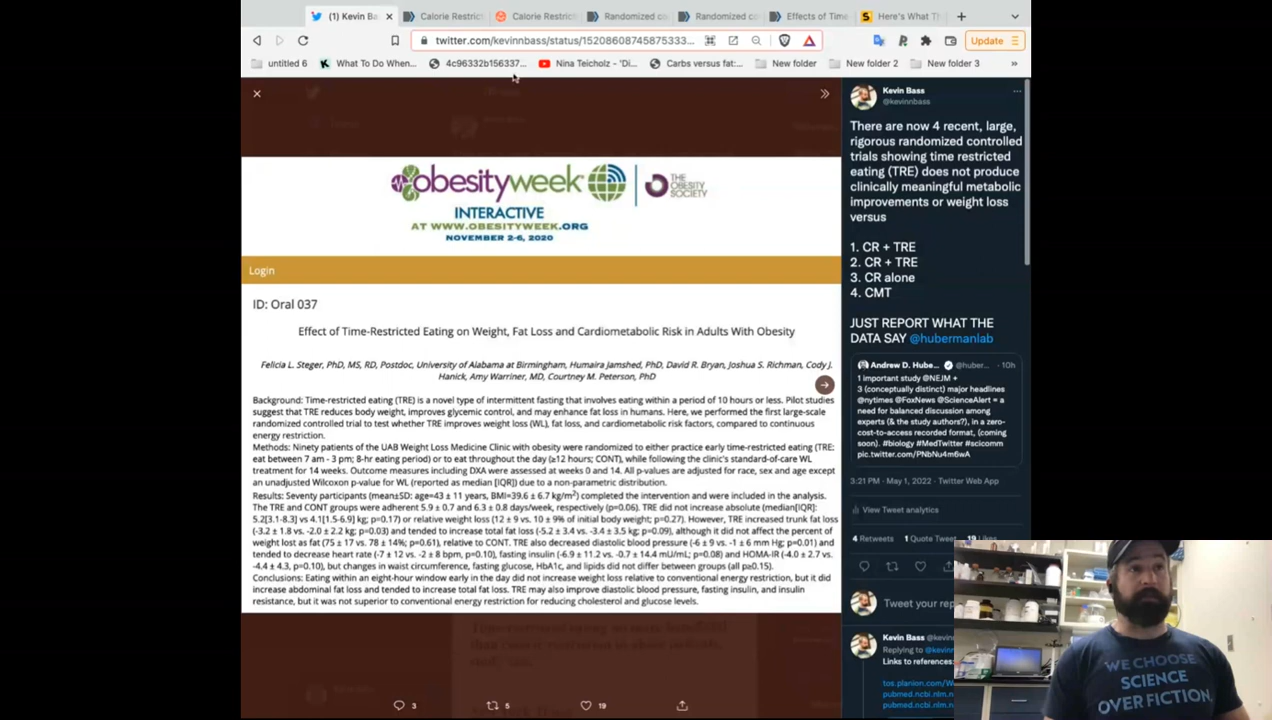 (1) Kevin Ba
Calorie Restric
Calorie Restric
Randomized co
Randomized co
Effects of Time
Here's What Th
twitter.com/kevinnbass/status/15208608745875333...
Update
untitled 6
What To Do When...
4c96332b156337...
Nina Teicholz - 'Di...
Carbs versus fat:...
New folder
New folder 2
New folder 3
obesityweek
THE
OBESITY
SOCIETY
INTERACTIVE
AT WWW.OBESITYWEEK.ORG
NOVEMBER 2-6, 2020
Login
ID: Oral 037
Effect of Time-Restricted Eating on Weight, Fat Loss and Cardiometabolic Risk in Adults With Obesity
Felicia L. Steger, PhD, MS, RD, Postdoc, University of Alabama at Birmingham, Humaira Jamshed, PhD, David R. Bryan, Joshua S. Richman, Cody J.
Hanick, Amy Warriner, MD, Courtney M. Peterson, PhD
Background: Time-restricted eating (TRE) is a novel type of intermittent fasting that involves eating within a period of 10 hours or less. Pilot studies
suggest that TRE reduces body weight, improves glycemic control, and may enhance fat loss in humans. Here, we performed the first large-scale
randomized controlled trial to test whether TRE improves weight loss (WL), fat loss, and cardiometabolic risk factors, compared to continuous
energy restriction.
Methods: Ninety patients of the UAB Weight Loss Medicine Clinic with obesity were randomized to either practice early time-restricted eating (TRE:
eat between 7 am - 3 pm; 8-hr eating period) or to eat throughout the day (≥12 hours; CONT), while following the clinic's standard-of-care WL
treatment for 14 weeks. Outcome measures including DXA were assessed at weeks 0 and 14. All p-values are adjusted for race, sex and age except
an unadjusted Wilcoxon p-value for WL (reported as median [IQR]) due to a non-parametric distribution.
Results: Seventy participants (mean±SD: age=43 ± 11 years, BMI=39.6 ± 6.7 kg/m²) completed the intervention and were included in the analysis.
The TRE and CONT groups were adherent 5.9 ± 0.7 and 6.3 ± 0.8 days/week, respectively (p=0.06). TRE did not increase absolute (median[IQR]:
5.2[3.1-8.3] vs 4.1[1.5-6.9] kg; p=0.17) or relative weight loss (12 ± 9% vs. 10 ± 9% of initial body weight; p=0.27). However, TRE increased trunk fat loss
(-3.2 ± 1.8 vs. -2.0 ± 2.2 kg; p=0.03) and tended to increase total fat loss (-5.2 ± 3.4 vs. -3.4 ± 3.5 kg; p=0.09), although it did not affect the percent of
weight loss as fat (75 ± 17 vs. 78 ± 14%; p=0.61), relative to CONT. TRE also decreased diastolic blood pressure (-6 ± 9 vs. -1 ± 6 mm Hg; p=0.01) and
tended to decrease heart rate (-7 ± 12 vs. -2 ± 8 bpm, p=0.10), fasting insulin (-6.9 ± 11.2 vs. -0.7 ± 14.4 mU/mL; p=0.08) and HOMA-IR (-4.0 ± 2.7 vs.
-4.4 ± 4.3, p=0.10), but changes in waist circumference, fasting glucose, HbA1c, and lipids did not differ between groups (all p≥0.15).
Conclusions: Eating within an eight-hour window early in the day did not increase weight loss relative to conventional energy restriction, but it did
increase abdominal fat loss and tended to increase total fat loss. TRE may also improve diastolic blood pressure, fasting insulin, and insulin
resistance, but it was not superior to conventional energy restriction for reducing cholesterol and glucose levels.
3
5
19
Kevin Bass
@kevinnbass
There are now 4 recent, large,
rigorous randomized controlled
trials showing time restricted
eating (TRE) does not produce
clinically meaningful metabolic
improvements or weight loss
versus
1. CR + TRE
2. CR + TRE
3. CR alone
4. CMT
JUST REPORT WHAT THE
DATA SAY @hubermanlab
Andrew D. Hube... @huber... · 10h
1 important study @NEJM +
3 (conceptually distinct) major headlines
@nytimes @FoxNews @ScienceAlert = a
need for balanced discussion among
experts (& the study authors?), in a zero-
cost-to-access recorded format, (coming
soon). #biology #MedTwitter #scicomm
pic.twitter.com/PNbNu4m6wA
3:21 PM · May 1, 2022 · Twitter Web App
View Tweet analytics
4 Retweets 1 Quote Tweet 19 Likes
Tweet your rep
Kevin Bass @kevin
Replying to @kevinn
Links to references:
tos.planion.com/W
pubmed.ncbi.nlm.n
pubmed.ncbi.nlm.n
WE CHOOSE
SCIENCE
OVER FICTION.